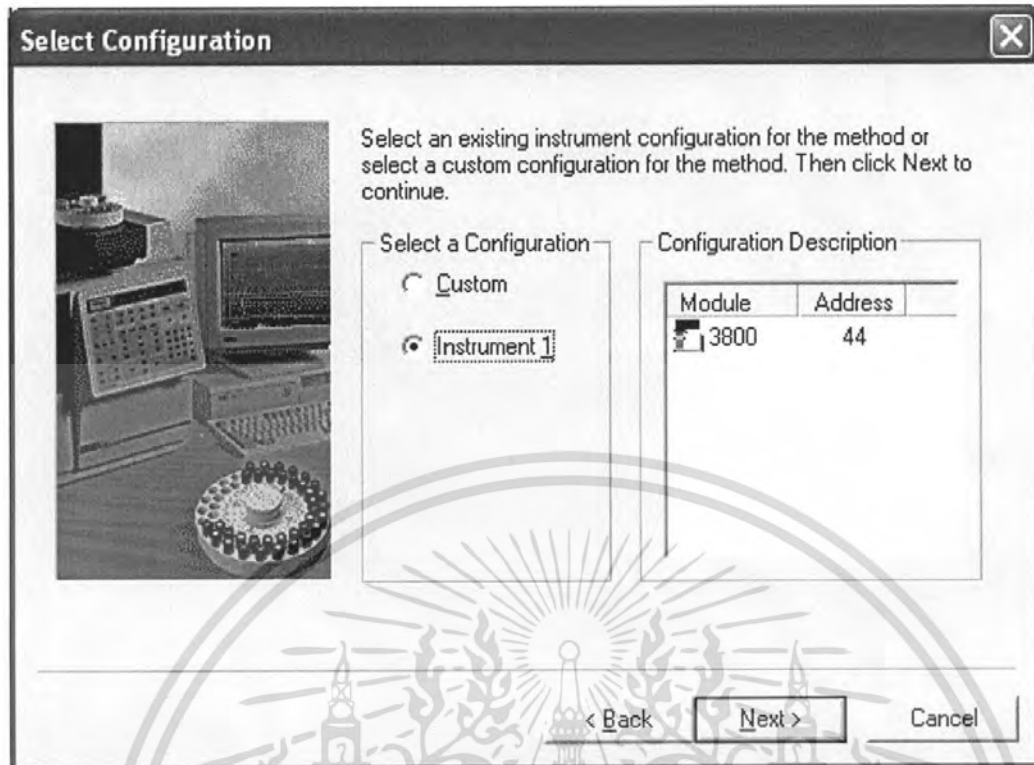 Select Configuration
Select an existing instrument configuration for the method or
select a custom configuration for the method. Then click Next to
continue.
Select a Configuration
Custom
Instrument 1
Configuration Description
Module Address
3800 44
< Back Next > Cancel